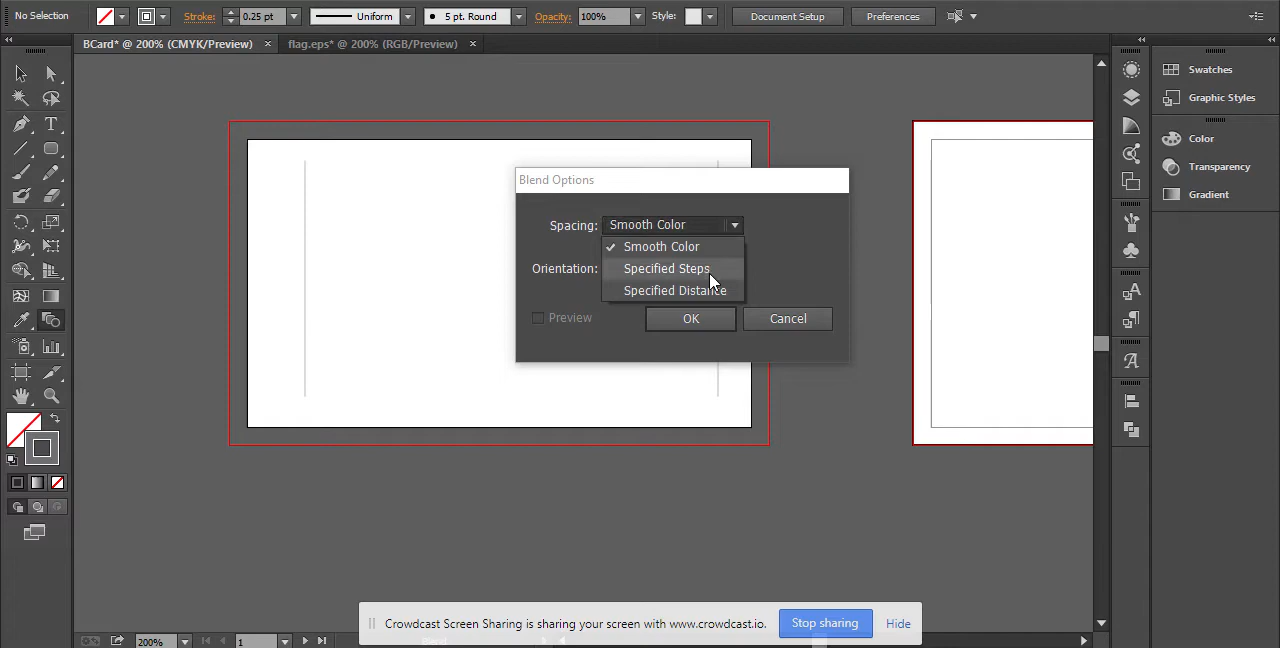 No Selection
Stroke:
0.25 pt
Uniform
5 pt. Round
Opacity:
100%
Style:
Document Setup
Preferences
BCard* @ 200% (CMYK/Preview)
flag.eps* @ 200% (RGB/Preview)
Swatches
Graphic Styles
Color
Transparency
Gradient
Blend Options
Spacing:
Smooth Color
Smooth Color
Specified Steps
Specified Distance
Orientation:
Preview
OK
Cancel
Crowdcast Screen Sharing is sharing your screen with www.crowdcast.io.
Stop sharing
Hide
200%
1
Blend